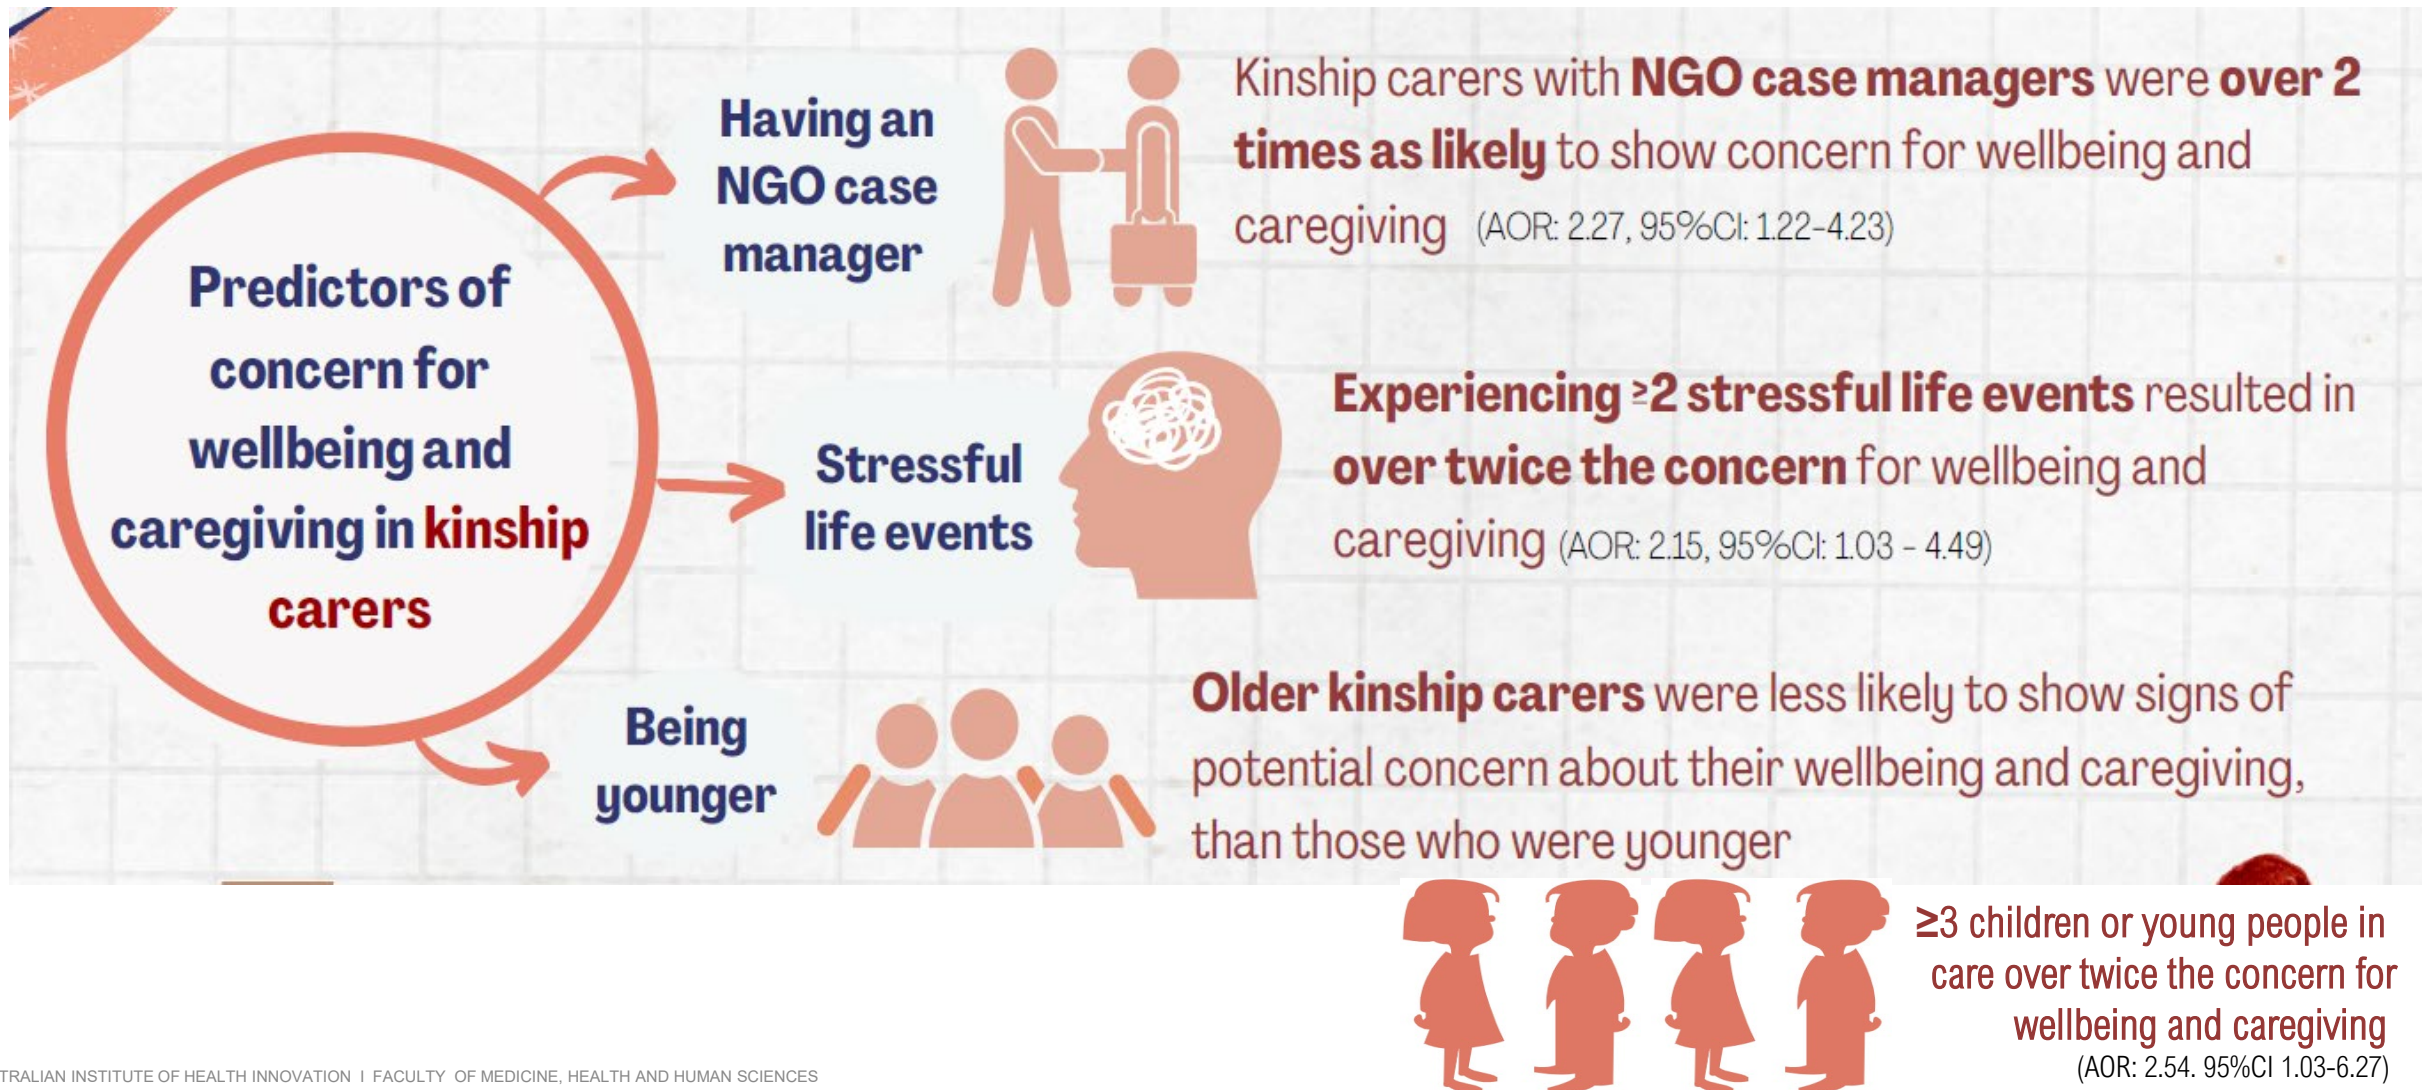 Predictors of
concern for
wellbeing and
caregiving in kinship
carers
Having an
NGO case
manager
Kinship carers with NGO case managers were over 2
times as likely to show concern for wellbeing and
caregiving (AOR: 2.27, 95%CI: 1.22-4.23)
Stressful
life events
Experiencing ≥2 stressful life events resulted in
over twice the concern for wellbeing and
caregiving (AOR: 2.15, 95%CI: 1.03 - 4.49)
Being
younger
Older kinship carers were less likely to show signs of
potential concern about their wellbeing and caregiving,
than those who were younger
≥3 children or young people in
care over twice the concern for
wellbeing and caregiving
(AOR: 2.54. 95%CI 1.03-6.27)
TRALIAN INSTITUTE OF HEALTH INNOVATION I FACULTY OF MEDICINE, HEALTH AND HUMAN SCIENCES